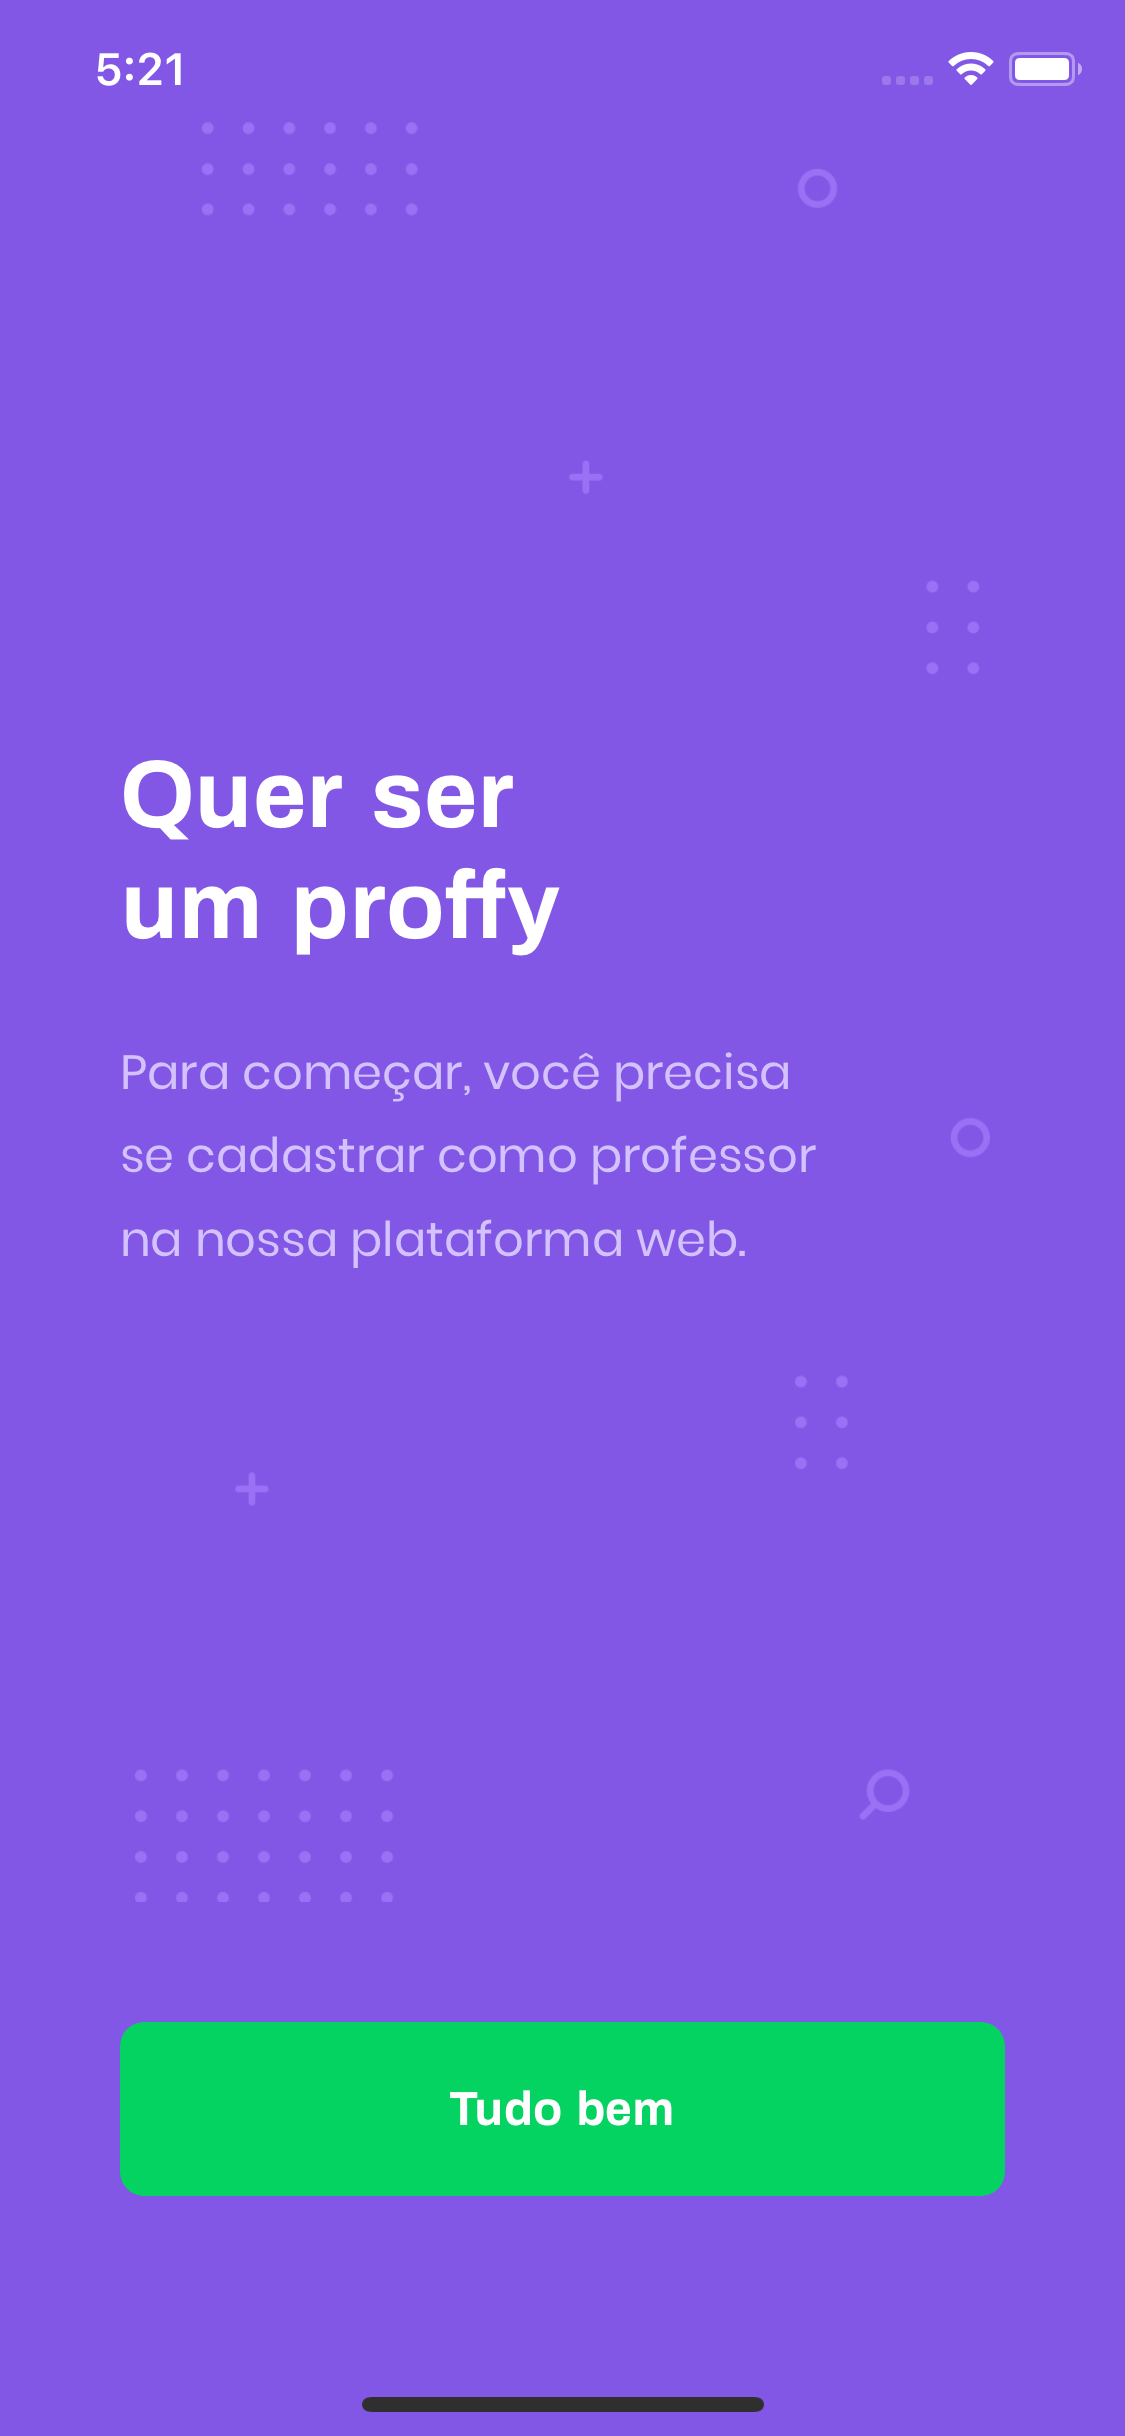 5:21
Quer ser
um proffy
Para começar, você precisa
se cadastrar como professor
na nossa plataforma web.
Tudo bem